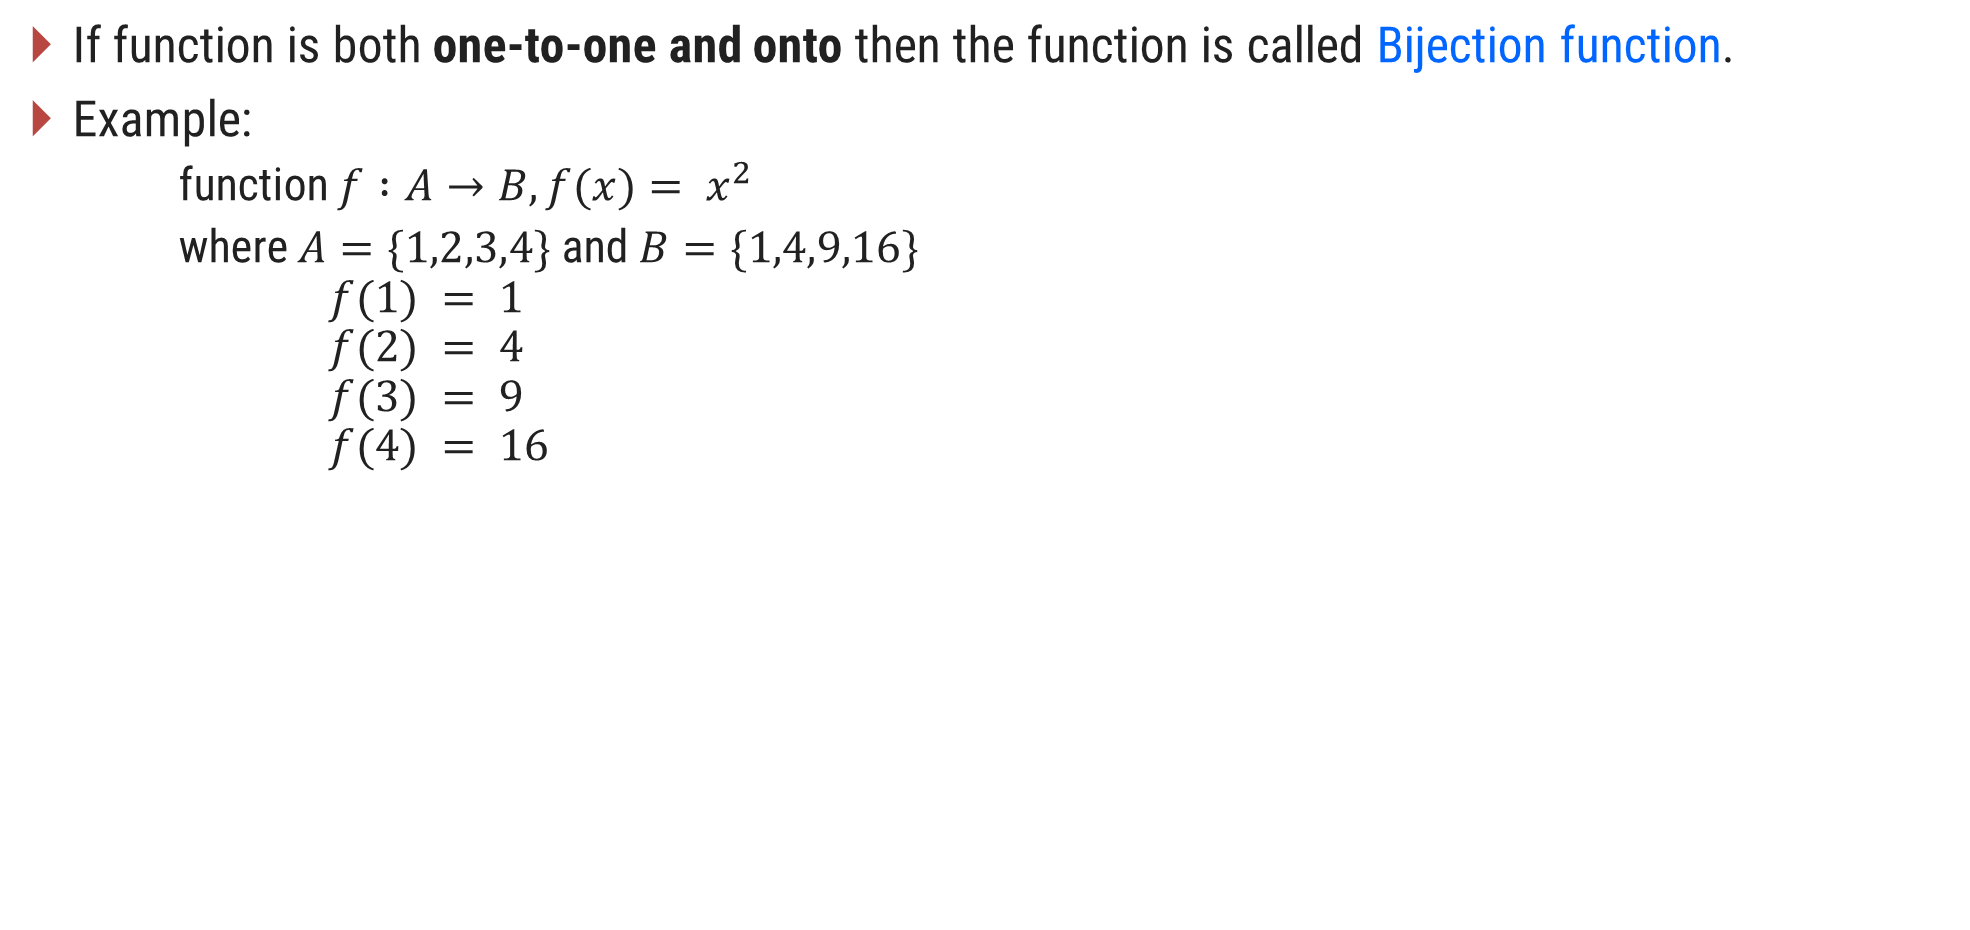 If function is both one-to-one and onto then the function is called Bijection function.
Example:
function f : A → B, f(x) = x²
where A = {1,2,3,4} and B = {1,4,9,16}
f(1) = 1
f(2) = 4
f(3) = 9
f(4) = 16